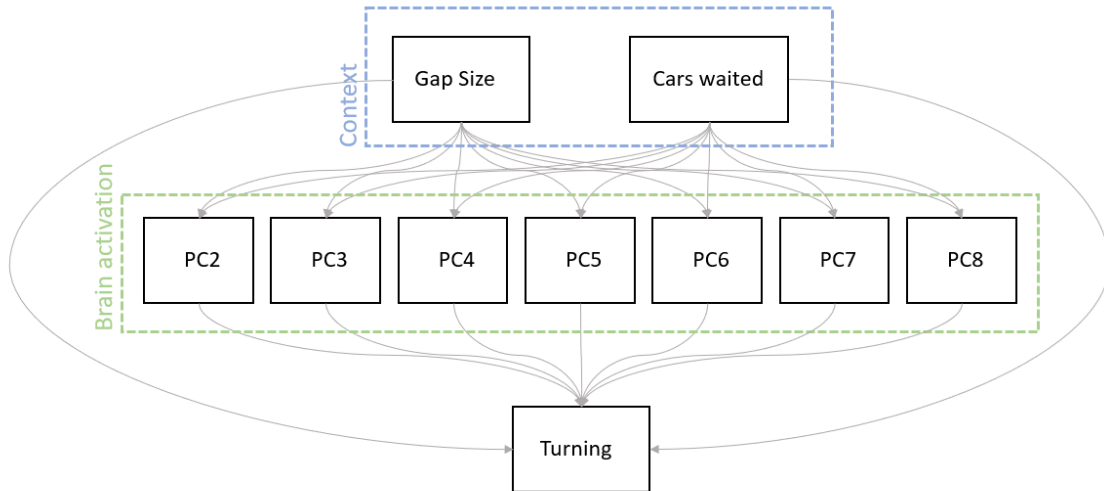 Context
Gap Size
Cars waited
Brain activation
PC2
PC3
PC4
PC5
PC6
PC7
PC8
Turning